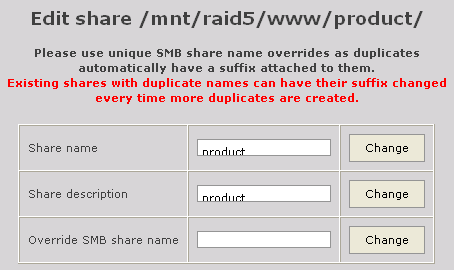 Edit share /mnt/raid5/www/product/
Please use unique SMB share name overrides as duplicates
automatically have a suffix attached to them.
Existing shares with duplicate names can have their suffix changed
every time more duplicates are created.
Share name product Change
Share description product Change
Override SMB share name Change